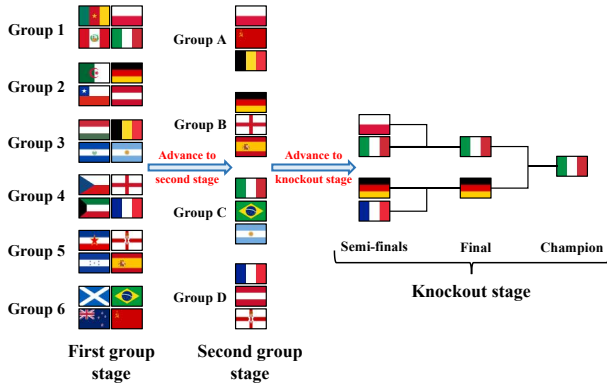 Group 1
Group 2
Group 3
Group 4
Group 5
Group 6
First group
stage
Advance to
second stage
Group A
Group B
Group C
Group D
Second group
stage
Advance to
knockout stage
Semi-finals
Final
Champion
Knockout stage